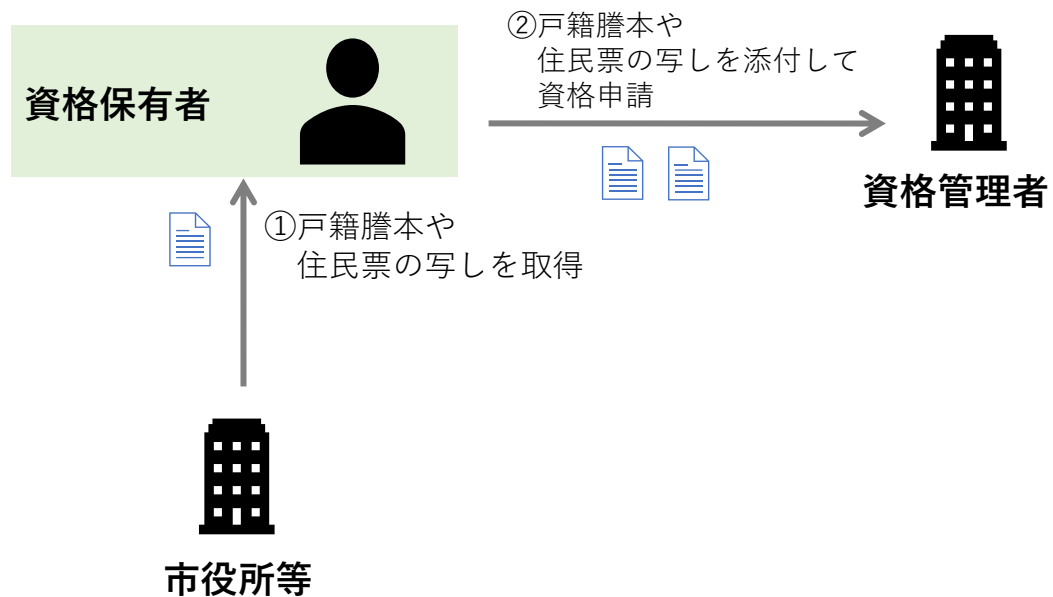 資格保有者
②戸籍謄本や
住民票の写しを添付して
資格申請
資格管理者
①戸籍謄本や
住民票の写しを取得
市役所等